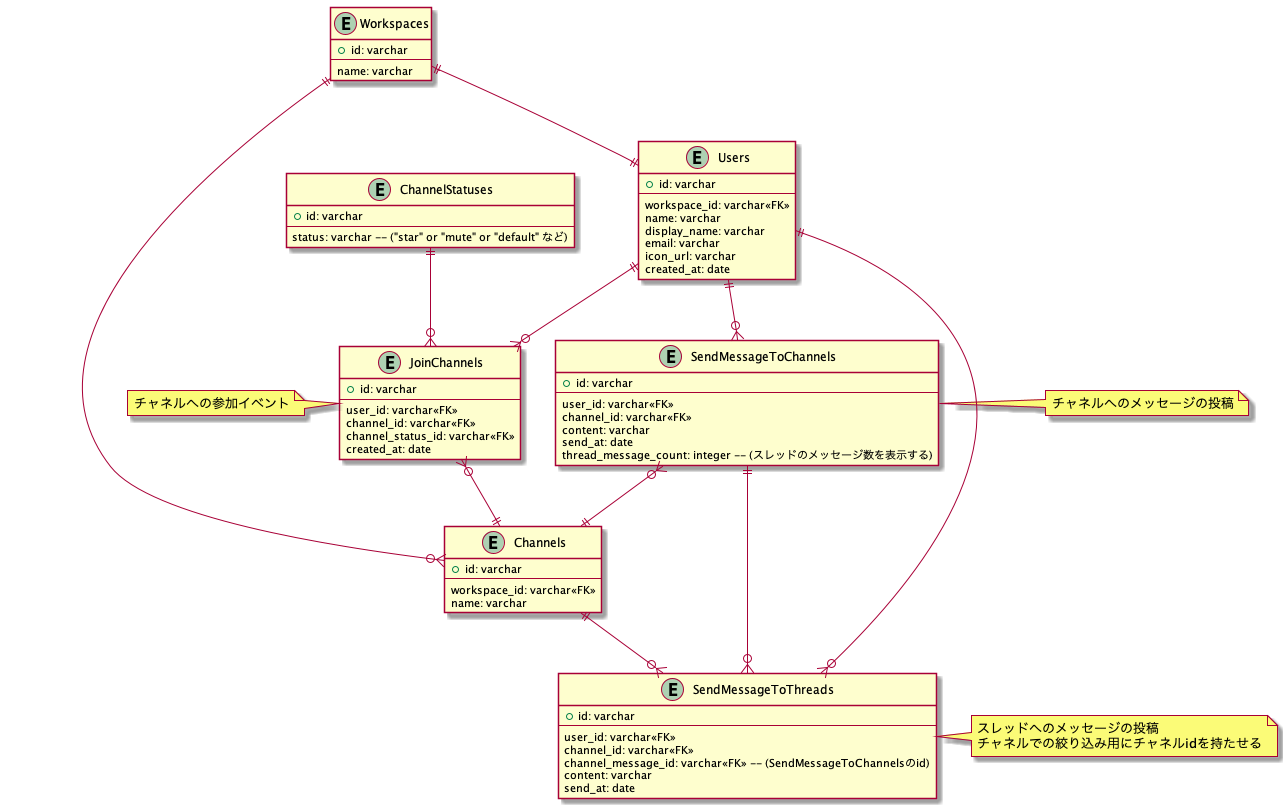 E Workspaces
id: varchar
name: varchar
E Users
id: varchar
workspace_id: varchar«FK»
name: varchar
display_name: varchar
email: varchar
icon_url: varchar
created_at: date
E ChannelStatuses
id: varchar
status: varchar -- ("star" or "mute" or "default" など)
E JoinChannels
id: varchar
user_id: varchar«FK»
channel_id: varchar«FK»
channel_status_id: varchar«FK»
created_at: date
チャネルへの参加イベント
E SendMessageToChannels
id: varchar
user_id: varchar«FK»
channel_id: varchar«FK»
content: varchar
send_at: date
thread_message_count: integer -- (スレッドのメッセージ数を表示する)
チャネルへのメッセージの投稿
E Channels
id: varchar
workspace_id: varchar«FK»
name: varchar
E SendMessageToThreads
id: varchar
user_id: varchar«FK»
channel_id: varchar«FK»
channel_message_id: varchar«FK» -- (SendMessageToChannelsのid)
content: varchar
send_at: date
スレッドへのメッセージの投稿
チャネルでの絞り込み用にチャネルidを持たせる